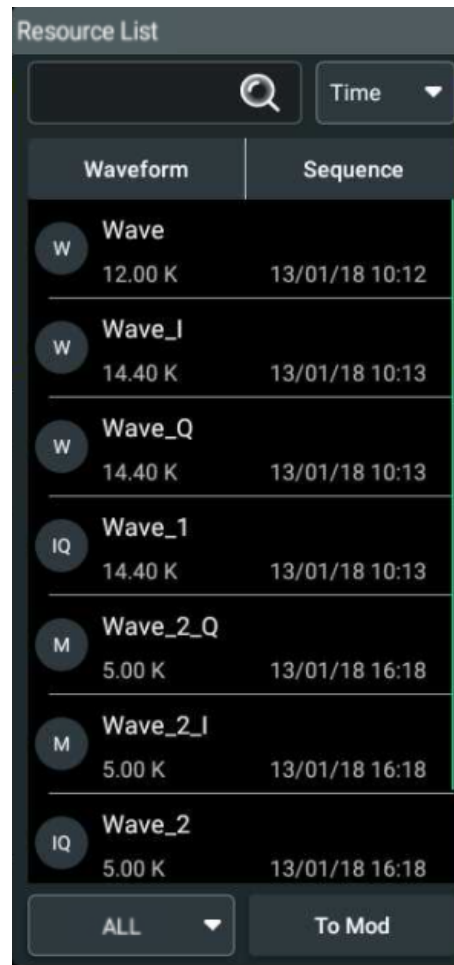 Resource List
Time
Waveform Sequence
Wave
W
12.00 K 13/01/18 10:12
Wave_I
W
14.40 K 13/01/18 10:13
Wave_Q
W
14.40 K 13/01/18 10:13
Wave_1
IQ
14.40 K 13/01/18 10:13
Wave_2_Q
M
5.00 K 13/01/18 16:18
Wave_2_I
M
5.00 K 13/01/18 16:18
Wave_2
IQ
5.00 K 13/01/18 16:18
ALL To Mod